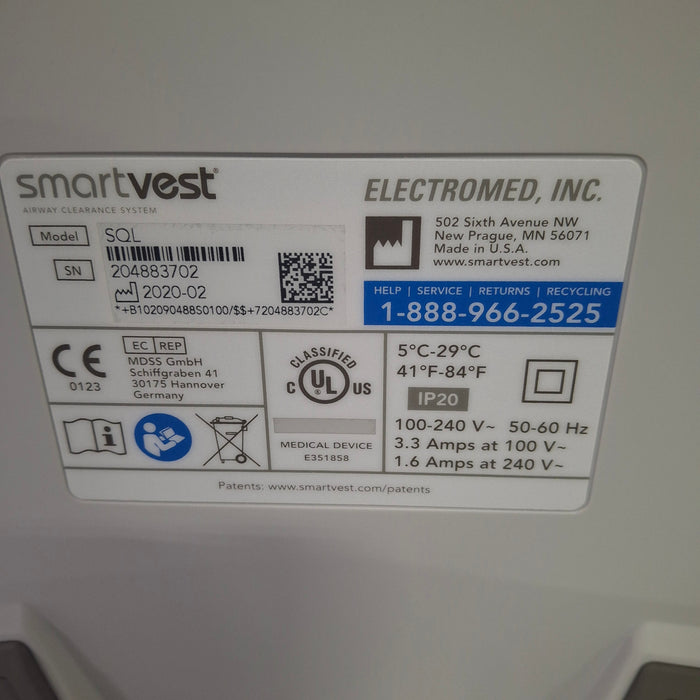 smartvest®
AIRWAY CLEARANCE SYSTEM
Model SQL
SN 204883702
2020-02
*+B102090488S0100/$$+7204883702C*
ELECTROMED, INC.
502 Sixth Avenue NW
New Prague, MN 56071
Made in U.S.A.
www.smartvest.com
HELP | SERVICE | RETURNS | RECYCLING
1-888-966-2525
CE
0123
EC REP
MDSS GmbH
Schiffgraben 41
30175 Hannover
Germany
CLASSIFIED
C UL US
MEDICAL DEVICE
E351858
5°C-29°C
41°F-84°F
IP20
100-240 V~ 50-60 Hz
3.3 Amps at 100 V~
1.6 Amps at 240 V~
Patents: www.smartvest.com/patents